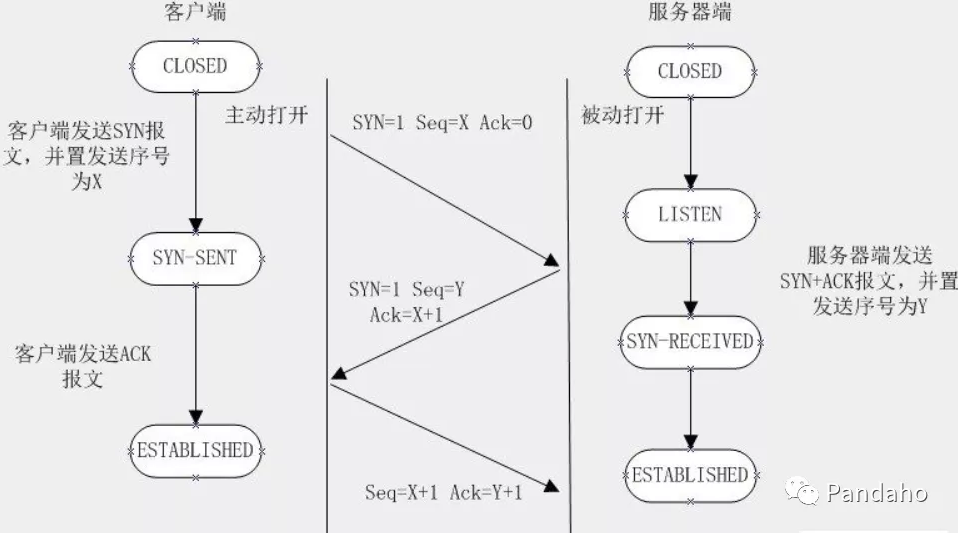 客户端
服务器端
CLOSED
CLOSED
主动打开
被动打开
SYN=1 Seq=X Ack=0
客户端发送SYN报
文，并置发送序号
为X
LISTEN
SYN-SENT
服务器端发送
SYN+ACK报文，并置
发送序号为Y
SYN=1 Seq=Y
Ack=X+1
SYN-RECEIVED
客户端发送ACK
报文
ESTABLISHED
ESTABLISHED
Seq=X+1 Ack=Y+1
Pandaho